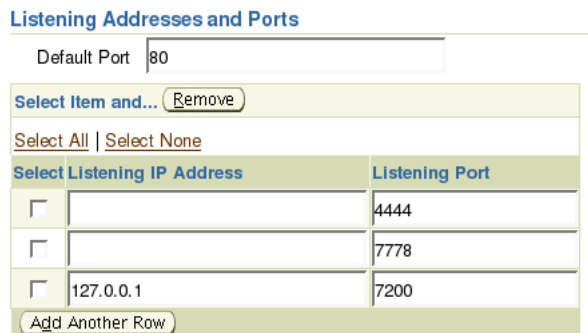 Listening Addresses and Ports
Default Port 80
Select Item and... Remove
Select All | Select None
Select Listening IP Address Listening Port
4444
7778
127.0.0.1 7200
Add Another Row